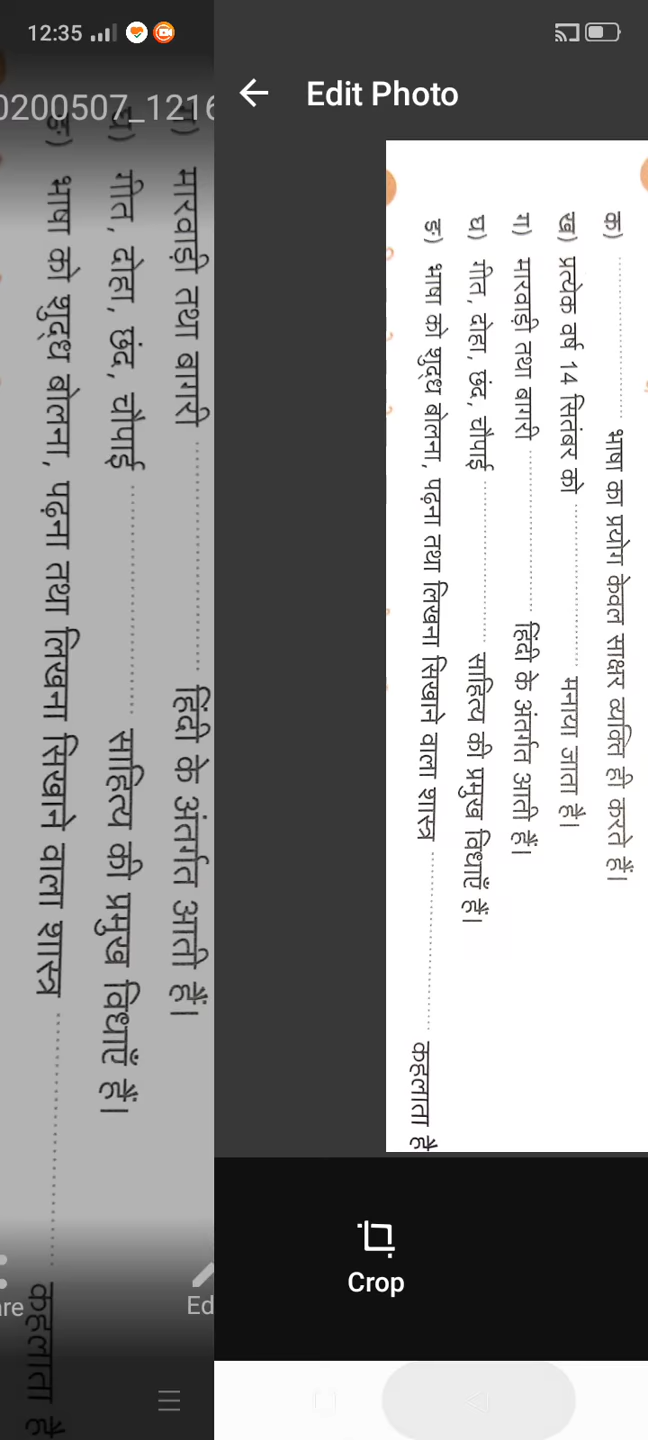 12:35
0200507_1216
ग) मारवाड़ी तथा बागरी .............................. हिंदी के अंतर्गत आती हैं।
घ) गीत, दोहा, छंद, चौपाई .............................. साहित्य की प्रमुख विधाएँ हैं।
ङ) भाषा को शुद्ध बोलना, पढ़ना तथा लिखना सिखाने वाला शास्त्र .............................. कहलाता है
are
Ed
Edit Photo
क) .............................. भाषा का प्रयोग केवल साक्षर व्यक्ति ही करते हैं।
ख) प्रत्येक वर्ष 14 सितंबर को .............................. मनाया जाता है।
ग) मारवाड़ी तथा बागरी .............................. हिंदी के अंतर्गत आती हैं।
घ) गीत, दोहा, छंद, चौपाई .............................. साहित्य की प्रमुख विधाएँ हैं।
ङ) भाषा को शुद्ध बोलना, पढ़ना तथा लिखना सिखाने वाला शास्त्र .............................. कहलाता है
Crop